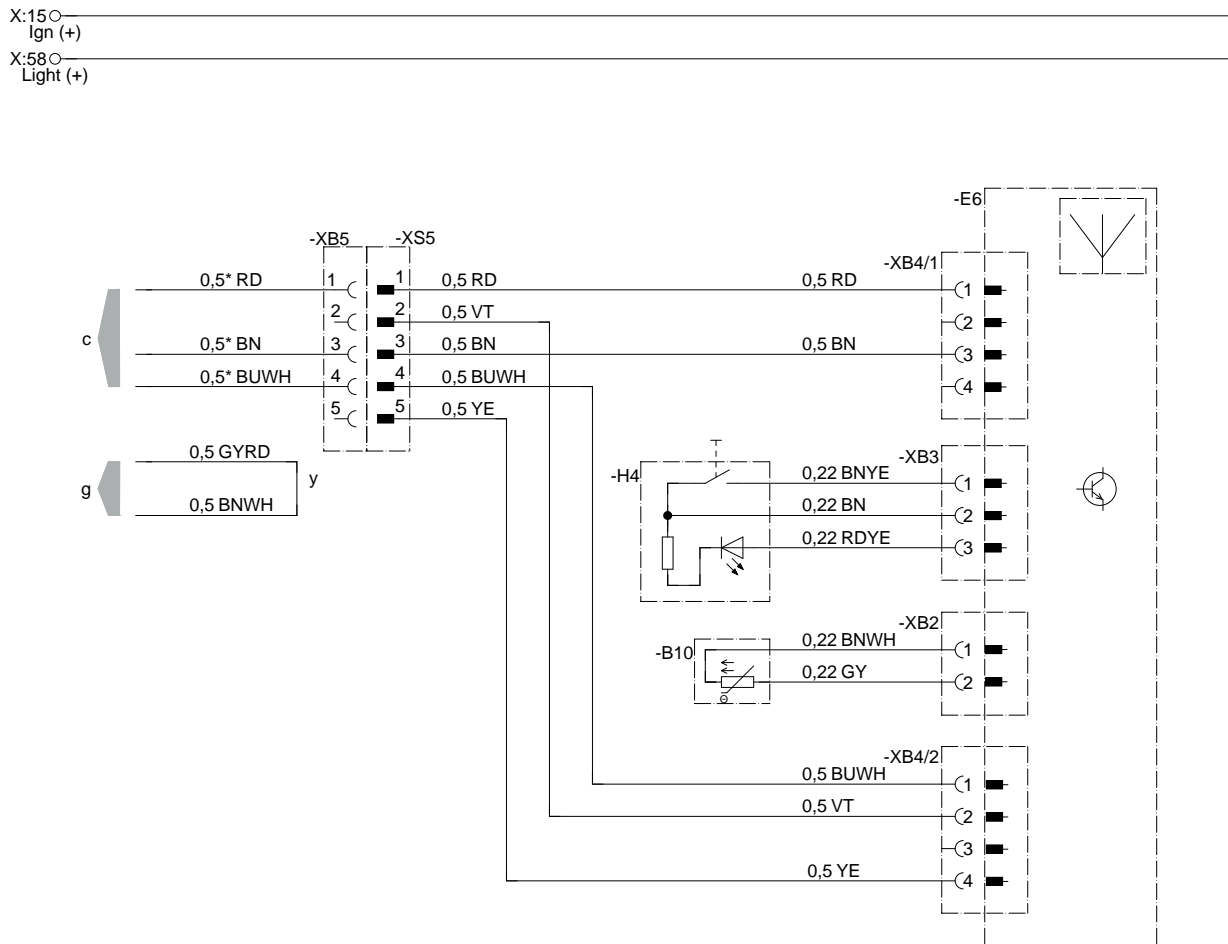 X:15
Ign (+)
X:58
Light (+)
-E6
-XB5 -XS5
-XB4/1
0,5* RD 1 1 0,5 RD 0,5 RD 1
2 2 0,5 VT 2
c 0,5* BN 3 3 0,5 BN 0,5 BN 3
0,5* BUWH 4 4 0,5 BUWH 4
5 5 0,5 YE
0,5 GYRD
g y
0,5 BNWH
-XB3
-H4 0,22 BNYE 1
0,22 BN 2
0,22 RDYE 3
-XB2
-B10 0,22 BNWH 1
0,22 GY 2
Θ
-XB4/2
0,5 BUWH 1
0,5 VT 2
3
0,5 YE 4